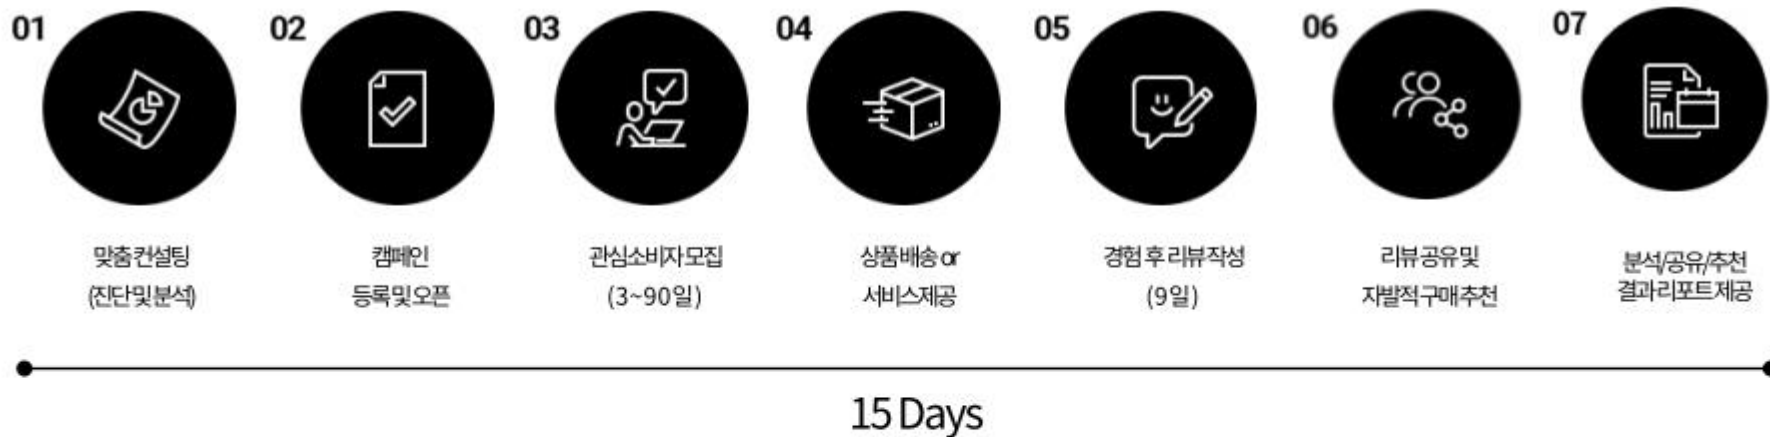 01
맞춤 컨설팅
(진단 및 분석)
02
캠페인
등록 및 오픈
03
관심소비자 모집
(3~90일)
04
상품 배송 or
서비스 제공
05
경험 후 리뷰 작성
(9일)
06
리뷰 공유 및
자발적 구매 추천
07
분석/공유/추천
결과 리포트 제공
15 Days